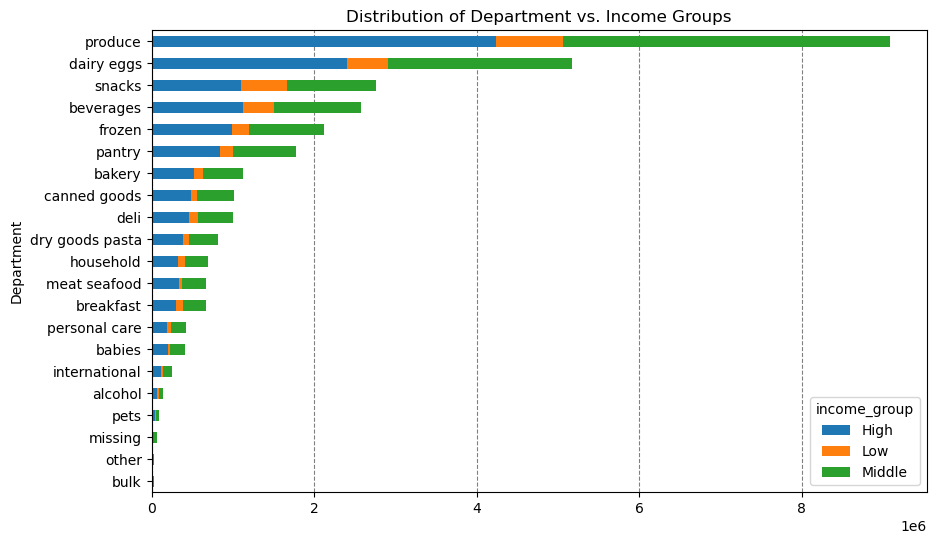 Distribution of Department vs. Income Groups
Department
produce
dairy eggs
snacks
beverages
frozen
pantry
bakery
canned goods
deli
dry goods pasta
household
meat seafood
breakfast
personal care
babies
international
alcohol
pets
missing
other
bulk
income_group
High
Low
Middle
0 2 4 6 8
1e6